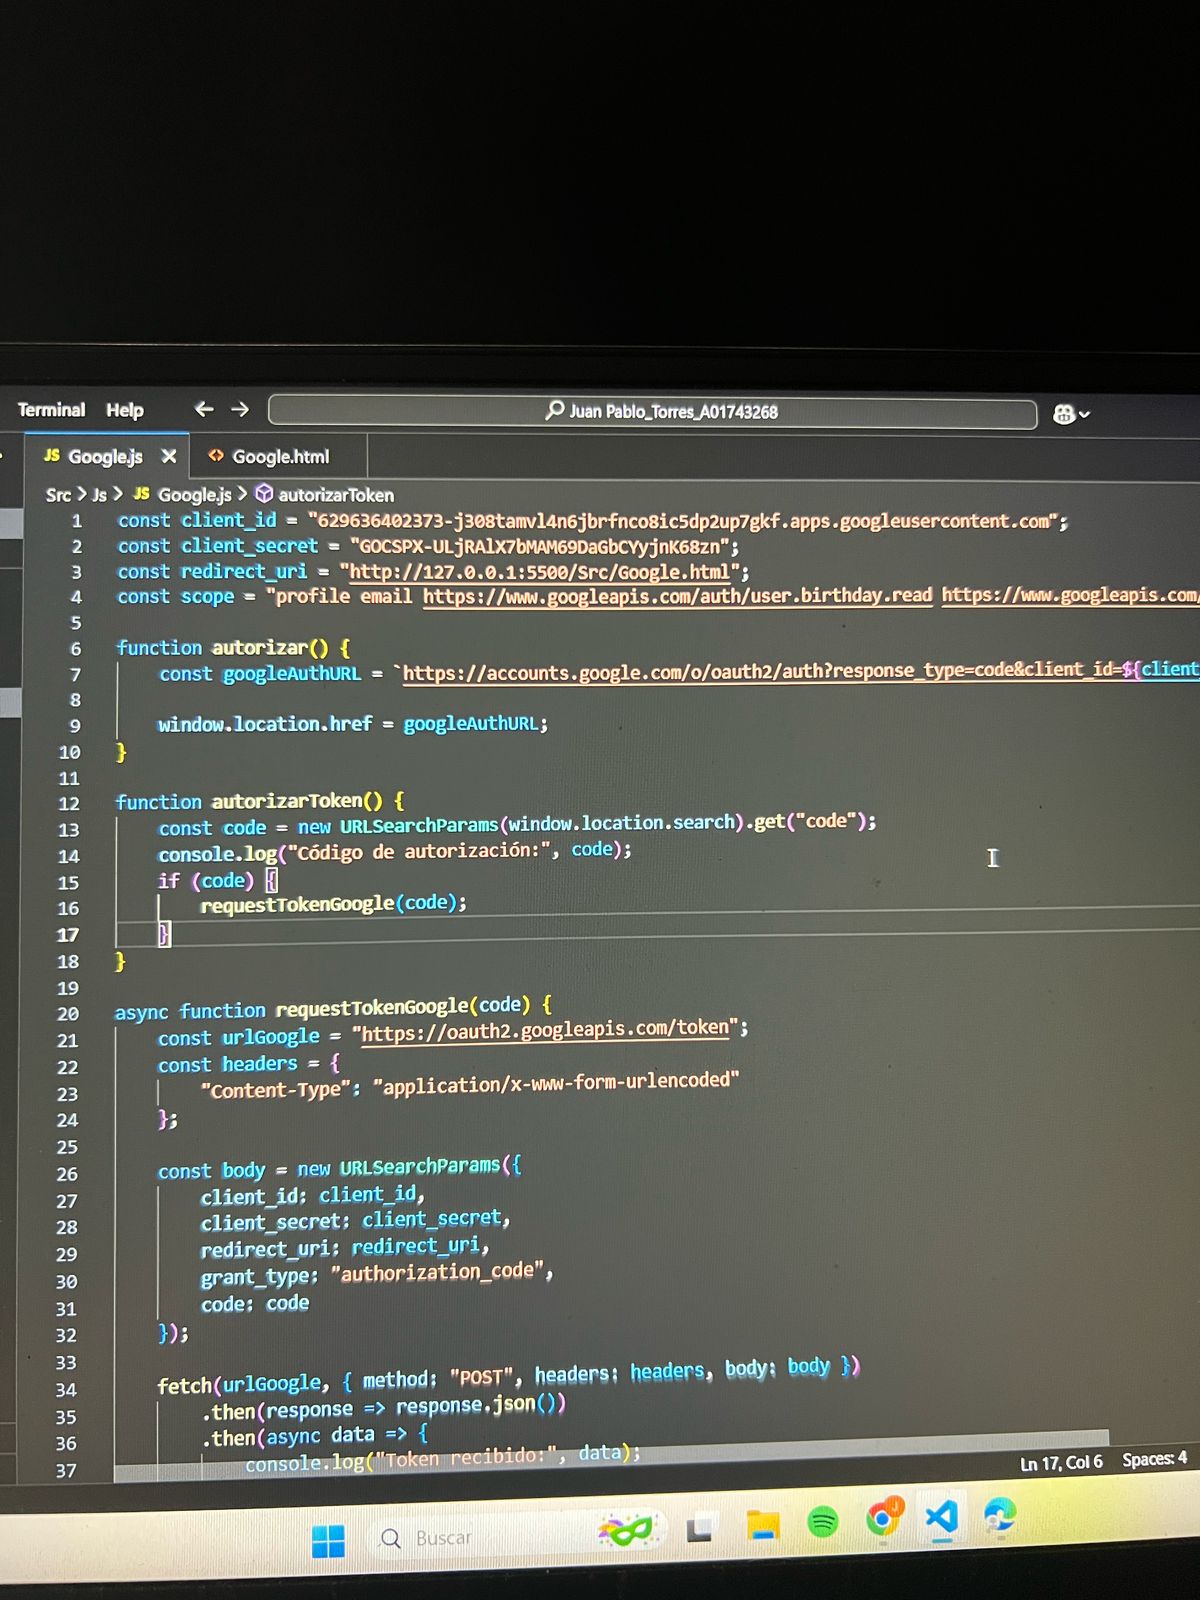 Terminal Help ← → Juan Pablo_Torres_A01743268
JS Google.js × <> Google.html
Src > Js > JS Google.js > autorizarToken
1 const client_id = "629636402373-j308tamvl4n6jbrfnco8ic5dp2up7gkf.apps.googleusercontent.com";
2 const client_secret = "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";
3 const redirect_uri = "http://127.0.0.1:5500/Src/Google.html";
4 const scope = "profile email https://www.googleapis.com/auth/user.birthday.read https://www.googleapis.com/
5
6 function autorizar() {
7 const googleAuthURL = `https://accounts.google.com/o/oauth2/auth?response_type=code&client_id=${client
8
9 window.location.href = googleAuthURL;
10 }
11
12 function autorizarToken() {
13 const code = new URLSearchParams(window.location.search).get("code");
14 console.log("Código de autorización:", code);
15 if (code) {
16 requestTokenGoogle(code);
17 }
18 }
19
20 async function requestTokenGoogle(code) {
21 const urlGoogle = "https://oauth2.googleapis.com/token";
22 const headers = {
23 "Content-Type": "application/x-www-form-urlencoded"
24 };
25
26 const body = new URLSearchParams({
27 client_id: client_id,
28 client_secret: client_secret,
29 redirect_uri: redirect_uri,
30 grant_type: "authorization_code",
31 code: code
32 });
33
34 fetch(urlGoogle, { method: "POST", headers: headers, body: body })
35 .then(response => response.json())
36 .then(async data => {
37 console.log("Token recibido:", data);
Ln 17, Col 6 Spaces: 4
Buscar